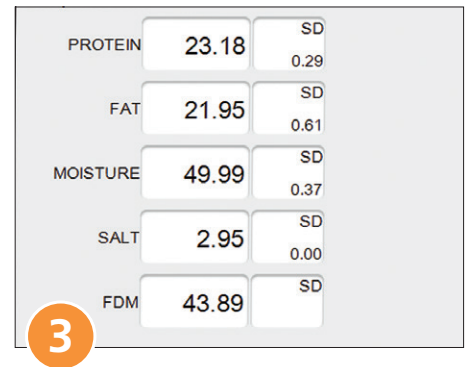 PROTEIN 23.18 SD 0.29
FAT 21.95 SD 0.61
MOISTURE 49.99 SD 0.37
SALT 2.95 SD 0.00
FDM 43.89 SD
3